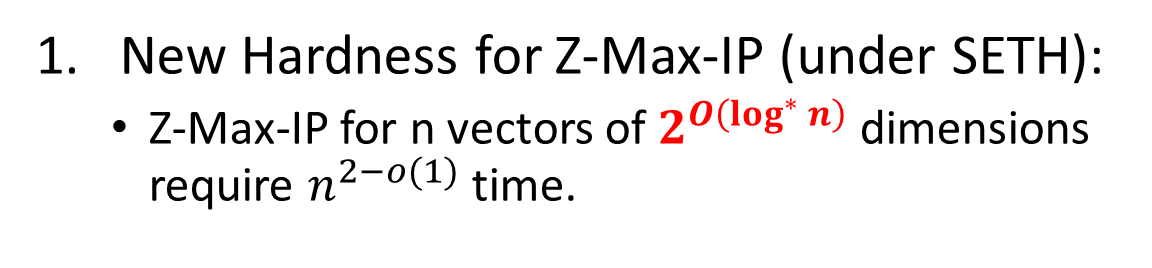 1. New Hardness for Z-Max-IP (under SETH):
• Z-Max-IP for n vectors of 2^{O(log* n)} dimensions
require n^{2−o(1)} time.